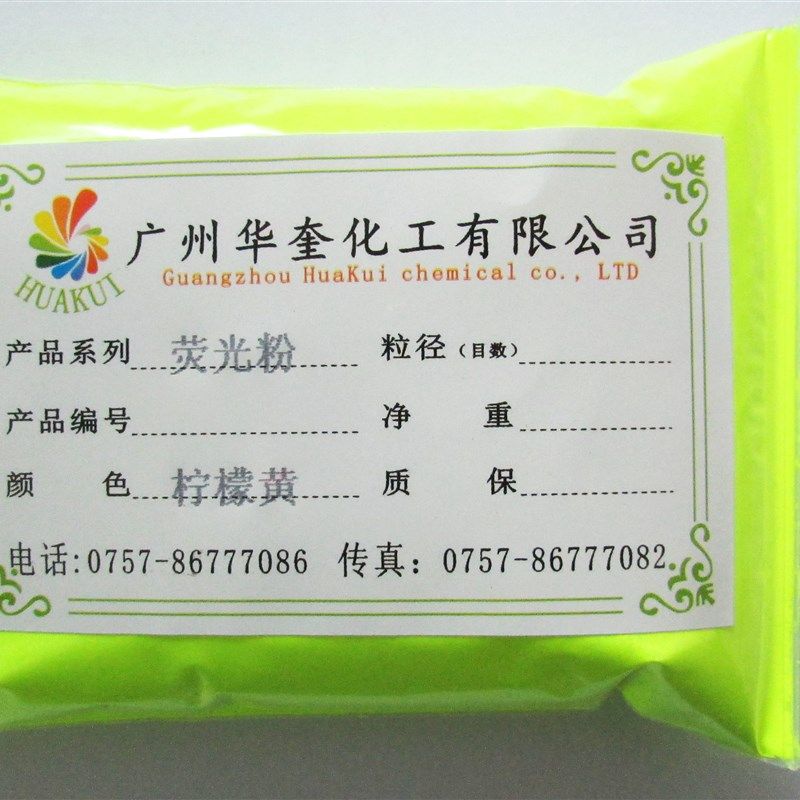 HUAKUI
广州华奎化工有限公司
Guangzhou HuaKui chemical co., LTD
产品系列 荧光粉 粒径(目数)
产品编号 净 重
颜 色 柠檬黄 质 保
电话:0757-86777086 传真:0757-86777082